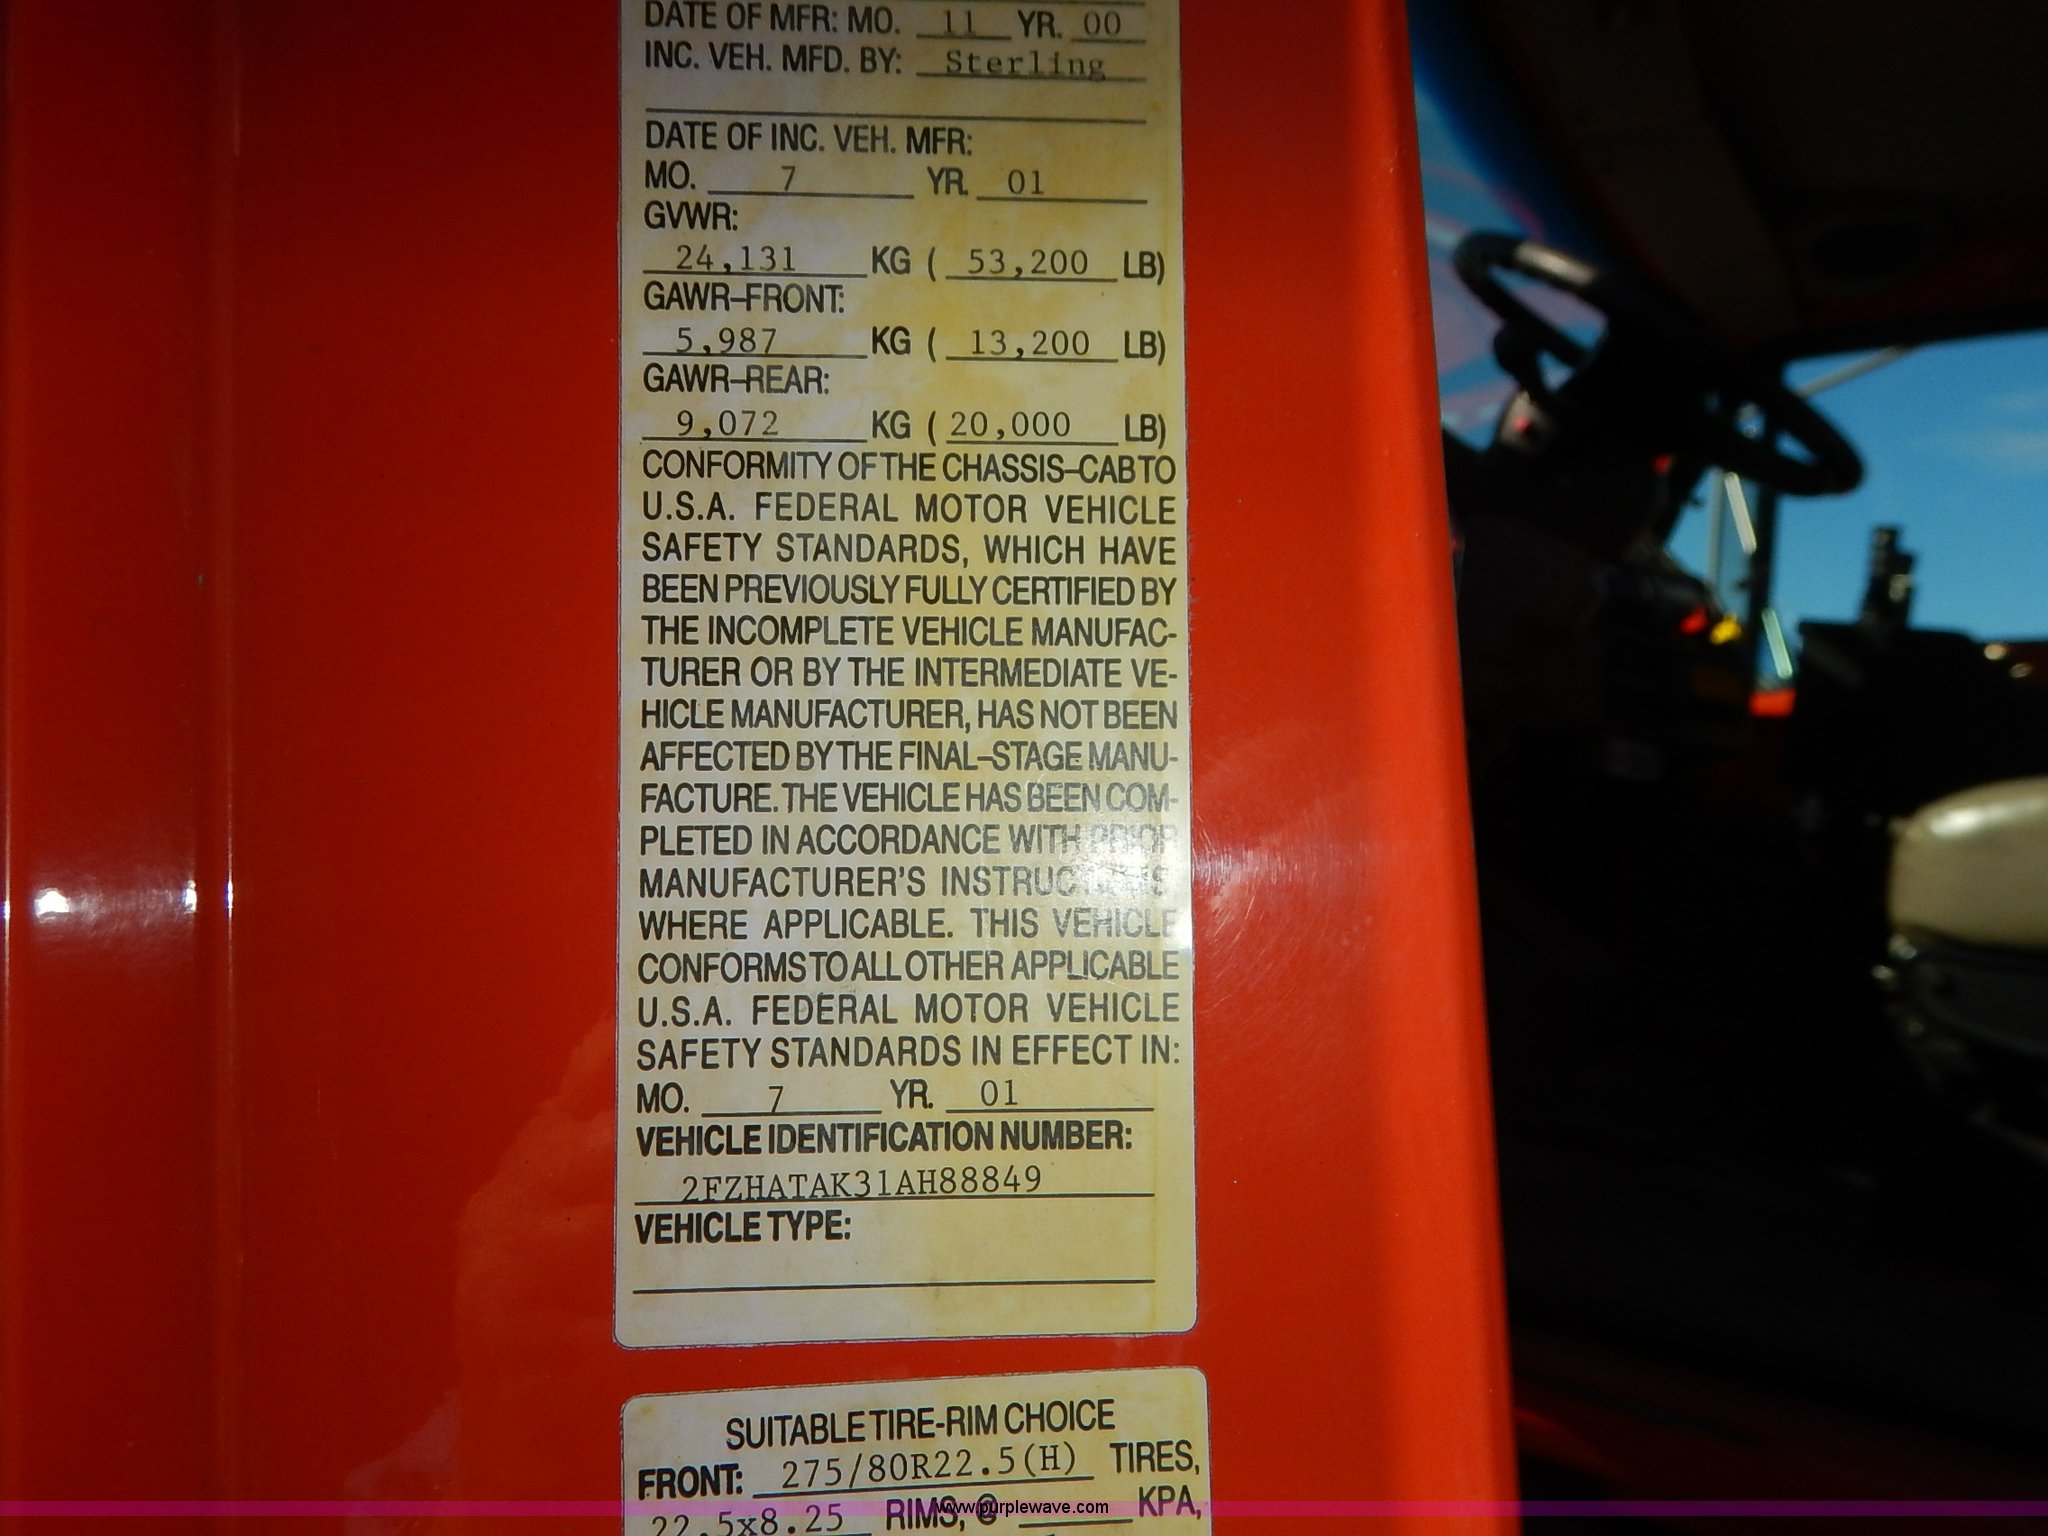 DATE OF MFR: MO. 11 YR. 00
INC. VEH. MFD. BY: Sterling
DATE OF INC. VEH. MFR:
MO. 7 YR. 01
GVWR:
24,131 KG ( 53,200 LB)
GAWR-FRONT:
5,987 KG ( 13,200 LB)
GAWR-REAR:
9,072 KG ( 20,000 LB)
CONFORMITY OF THE CHASSIS-CAB TO
U.S.A. FEDERAL MOTOR VEHICLE
SAFETY STANDARDS, WHICH HAVE
BEEN PREVIOUSLY FULLY CERTIFIED BY
THE INCOMPLETE VEHICLE MANUFAC-
TURER OR BY THE INTERMEDIATE VE-
HICLE MANUFACTURER, HAS NOT BEEN
AFFECTED BY THE FINAL-STAGE MANU-
FACTURE. THE VEHICLE HAS BEEN COM-
PLETED IN ACCORDANCE WITH PRIOR
MANUFACTURER'S INSTRUCTIONS,
WHERE APPLICABLE. THIS VEHICLE
CONFORMS TO ALL OTHER APPLICABLE
U.S.A. FEDERAL MOTOR VEHICLE
SAFETY STANDARDS IN EFFECT IN:
MO. 7 YR. 01
VEHICLE IDENTIFICATION NUMBER:
2FZHATAK31AH88849
VEHICLE TYPE:
SUITABLE TIRE-RIM CHOICE
FRONT: 275/80R22.5(H) TIRES,
22.5x8.25 RIMS, @ KPA,
www.purplewave.com